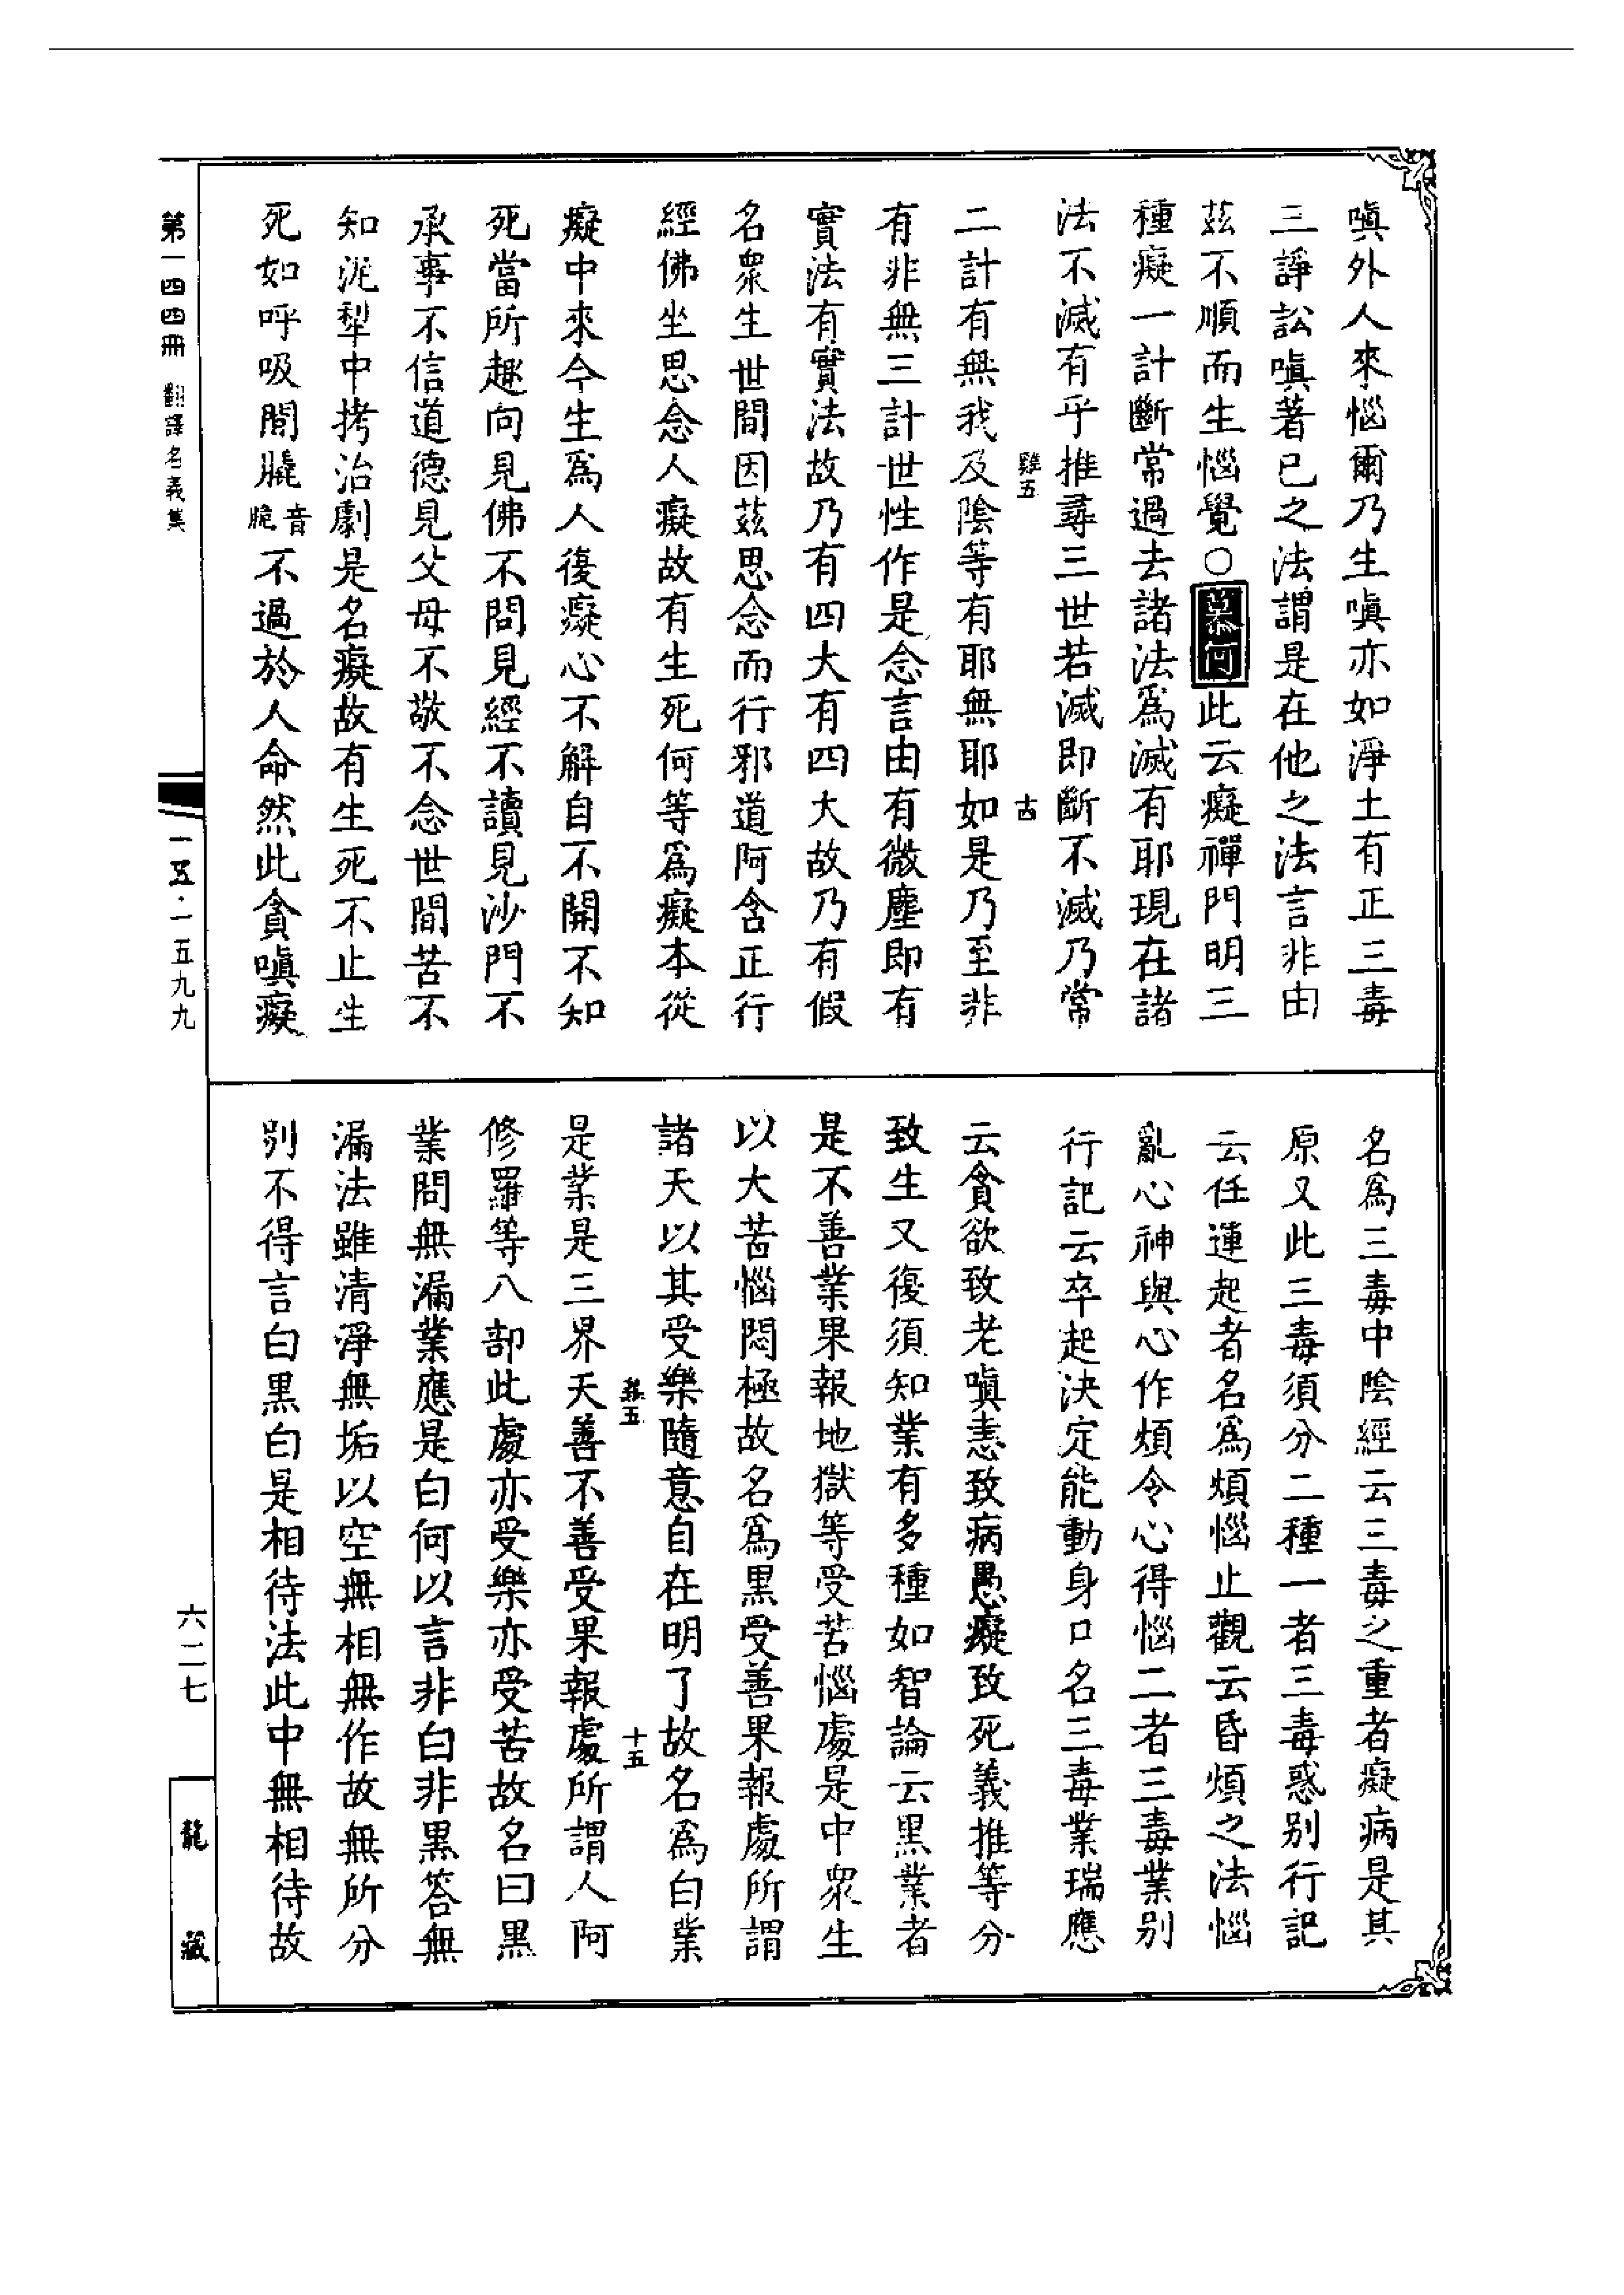 嗔外人來惱爾乃生嗔亦如淨土有正三毒
三諍訟嗔著已之法謂是在他之法言非由
茲不順而生惱覺○慕何此云癡禪門明三
種癡一計斷常過去諸法爲滅有耶現在諸
法不滅有乎推尋三世若滅即斷不滅乃常
二計有無我及陰等有耶無耶如是乃至非
有非無三計世性作是念言由有微塵即有
實法有實法故乃有四大有四大故乃有假
名衆生世間因茲思念而行邪道阿含正行
經佛坐思念人癡故有生死何等爲癡本從
癡中來今生爲人復癡心不解自不開不知
死當所趣向見佛不問見經不讀見沙門不
承事不信道德見父母不敬不念世間苦不
知泥犁中拷治劇是名癡故有生死不止生
死如呼吸間脆音脆不過於人命然此貪嗔癡
名爲三毒中陰經云三毒之重者癡病是其
原又此三毒須分二種一者三毒惑別行記
云任運起者名爲煩惱止觀云昏煩之法惱
亂心神與心作煩令心得惱二者三毒業別
行記云卒起決定能動身口名三毒業瑞應
云貪欲致老嗔恚致病愚癡致死義推等分
致生又復須知業有多種如智論云黑業者
是不善業果報地獄等受苦惱處是中衆生
以大苦惱悶極故名爲黑受善果報處所謂
諸天以其受樂隨意自在明了故名爲白業
是業是三界天善不善受果報處所謂人阿
修羅等八部此處亦受樂亦受苦故名曰黑
業問無漏業應是白何以言非白非黑答無
漏法雖清淨無垢以空無相無作故無所分
別不得言白黑白是相待法此中無相待故
第一四四冊 翻譯名義集
一五·一五九九
六二七
龍藏